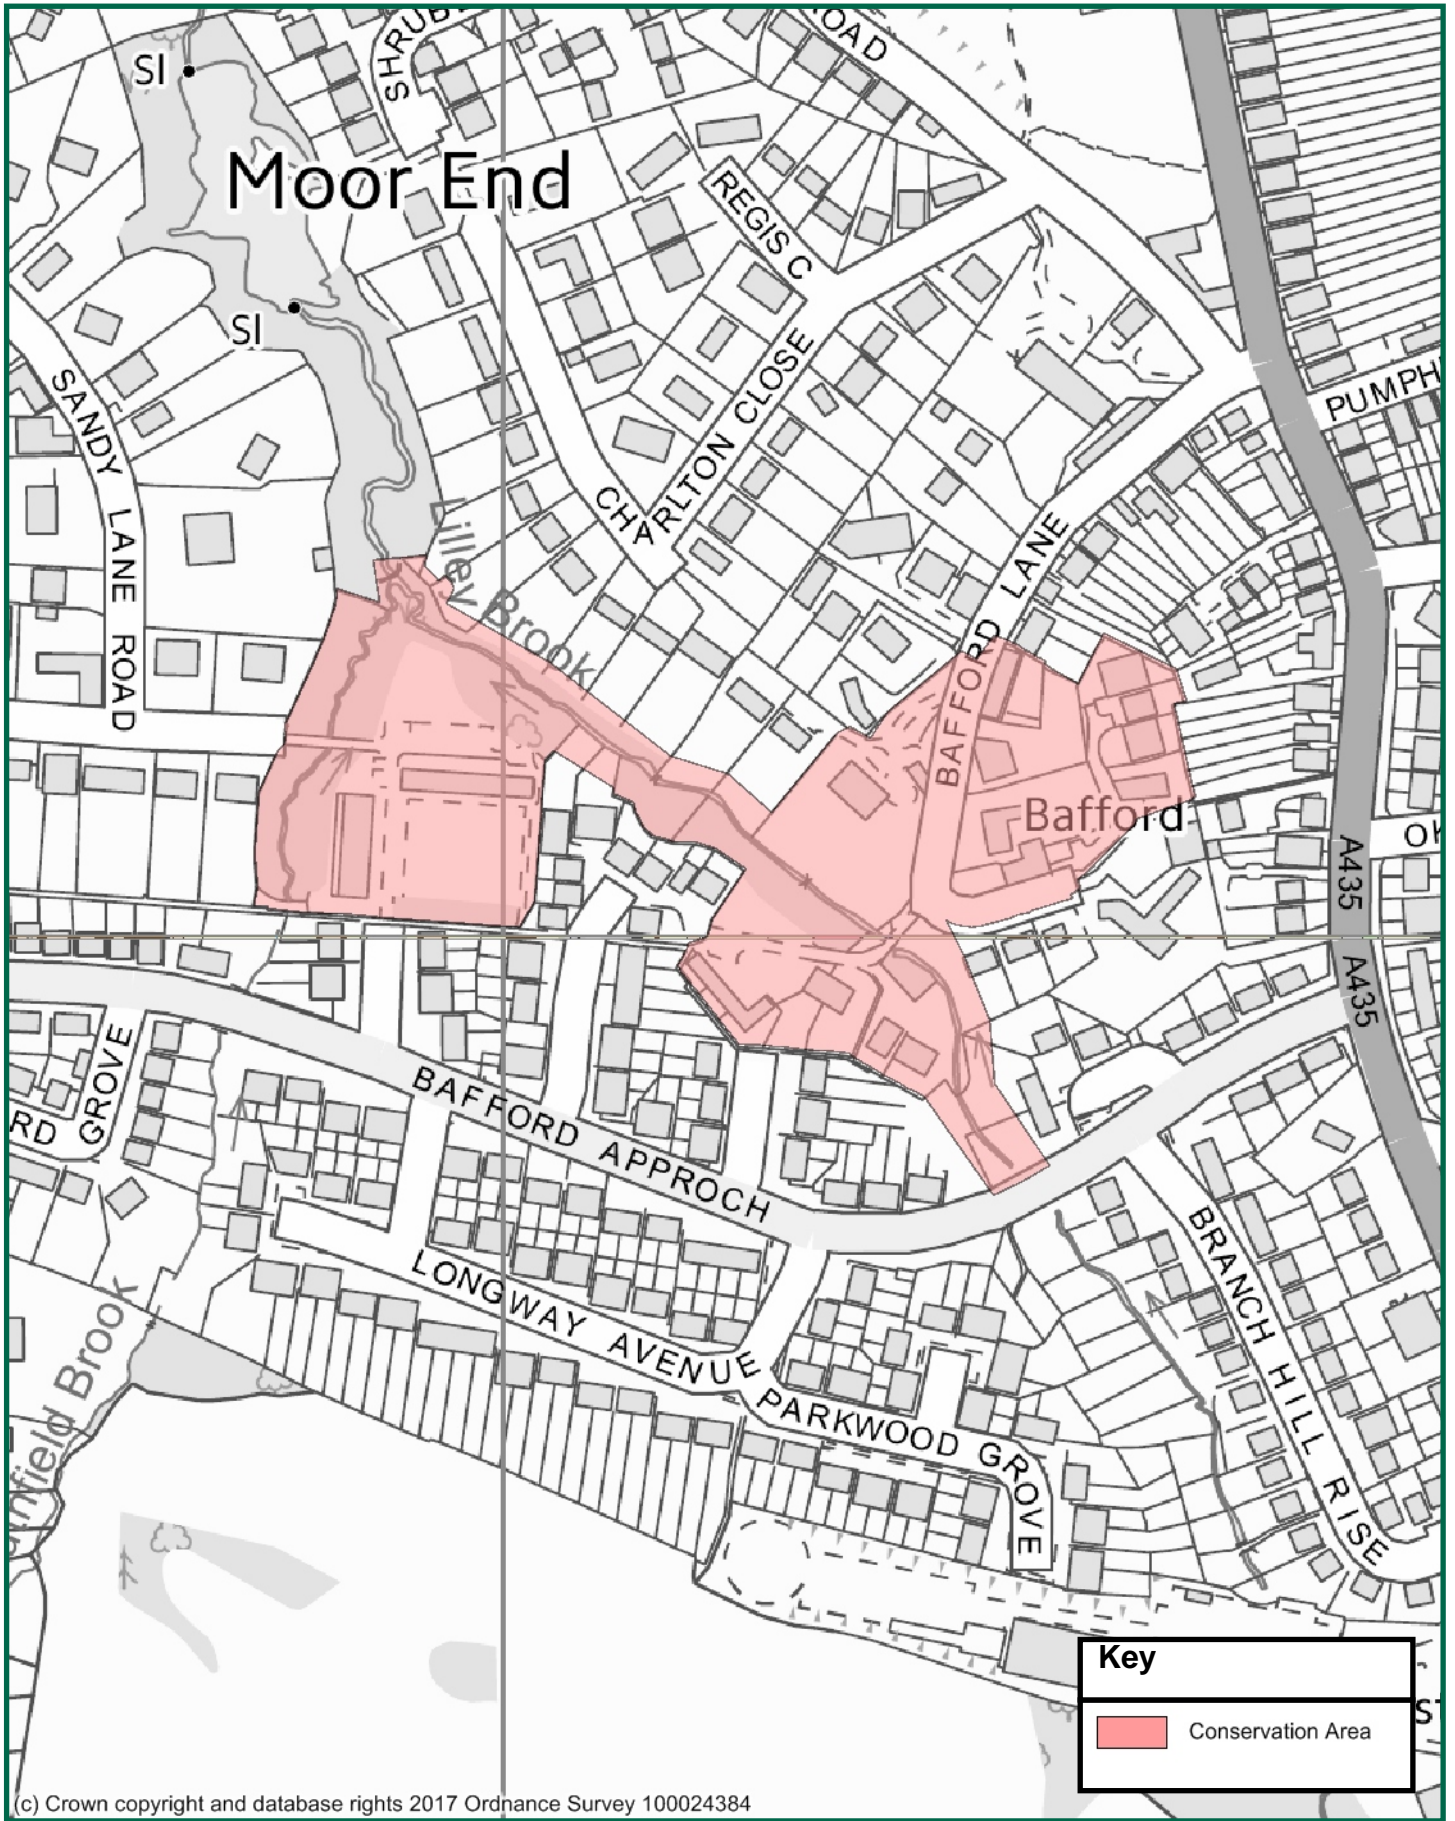 SHRUB
ROAD
SI
Moor End
REGIS C
SI
SANDY LANE ROAD
CHARLTON CLOSE
PUMPH
Lilley Brook
BAFFORD LANE
BAFFORD LANE
Bafford
A435
A435
GROVE
RD
BAFFORD APPROCH
LONGWAY AVENUE
BRANCH HILL RISE
PARKWOOD GROVE
nfield Brook
Key
Conservation Area
ST
(c) Crown copyright and database rights 2017 Ordnance Survey 100024384